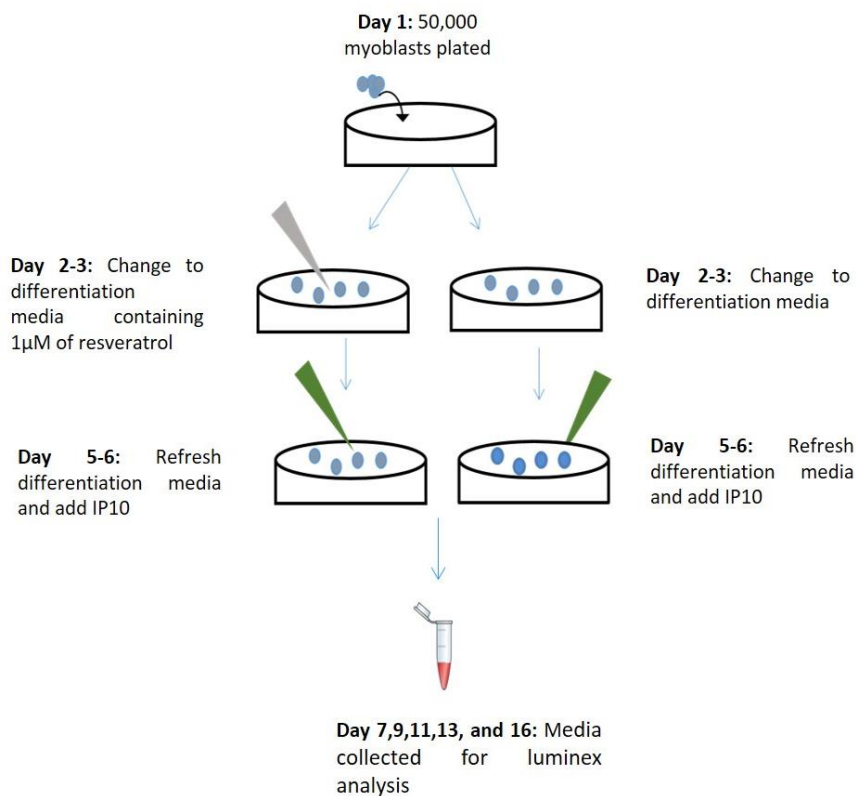 Day 1: 50,000
myoblasts plated
Day 2-3: Change to
differentiation
media containing
1µM of resveratrol
Day 2-3: Change to
differentiation media
Day 5-6: Refresh
differentiation media
and add IP10
Day 5-6: Refresh
differentiation media
and add IP10
Day 7,9,11,13, and 16: Media
collected for luminex
analysis